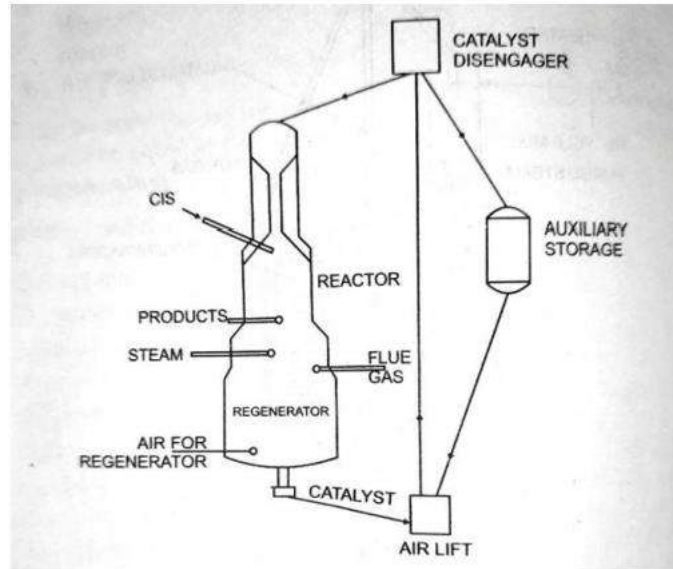 CATALYST
DISENGAGER
CIS
AUXILIARY
STORAGE
REACTOR
PRODUCTS
STEAM
FLUE
GAS
REGENERATOR
AIR FOR
REGENERATOR
CATALYST
AIR LIFT